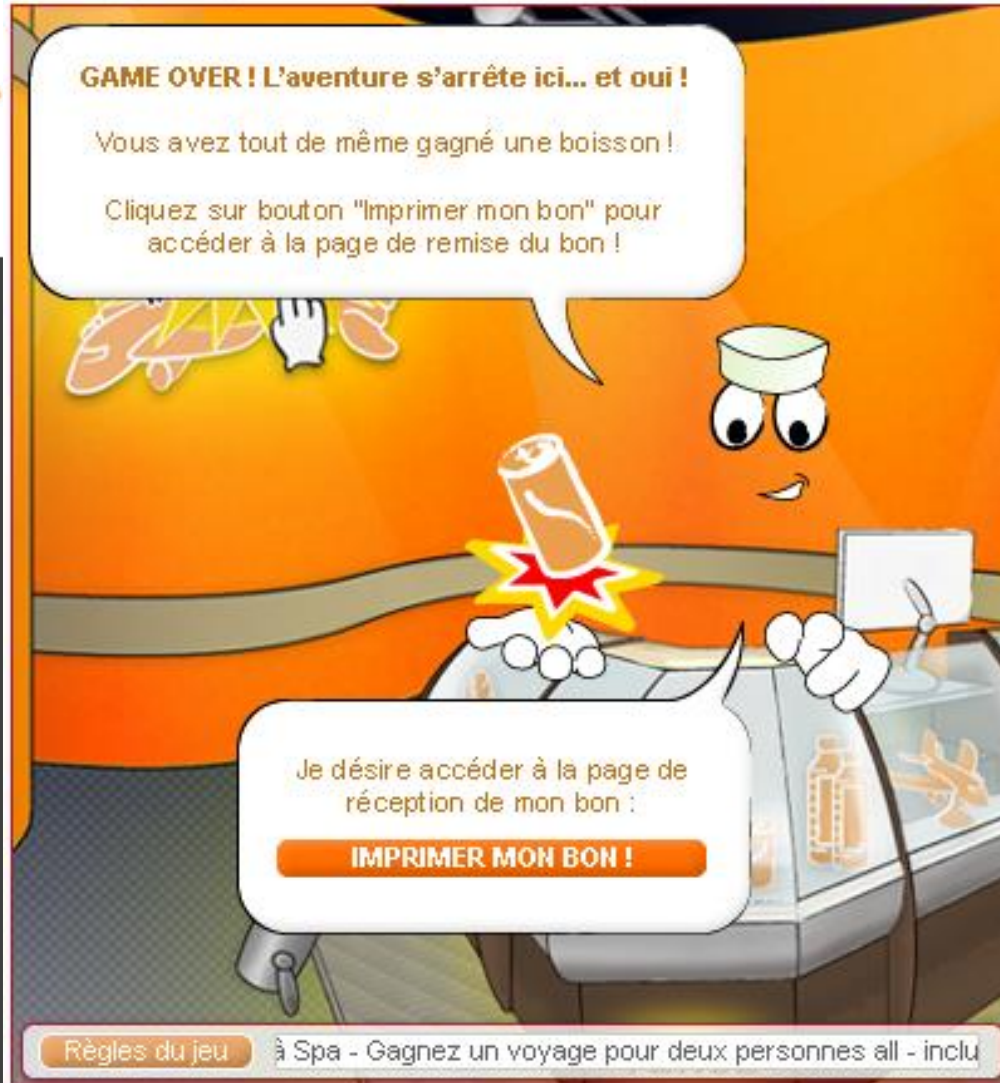 GAME OVER ! L'aventure s'arrête ici... et oui !
Vous avez tout de même gagné une boisson !
Cliquez sur bouton "Imprimer mon bon" pour
accéder à la page de remise du bon !
Je désire accéder à la page de
réception de mon bon :
IMPRIMER MON BON !
Règles du jeu
à Spa - Gagnez un voyage pour deux personnes all - inclu